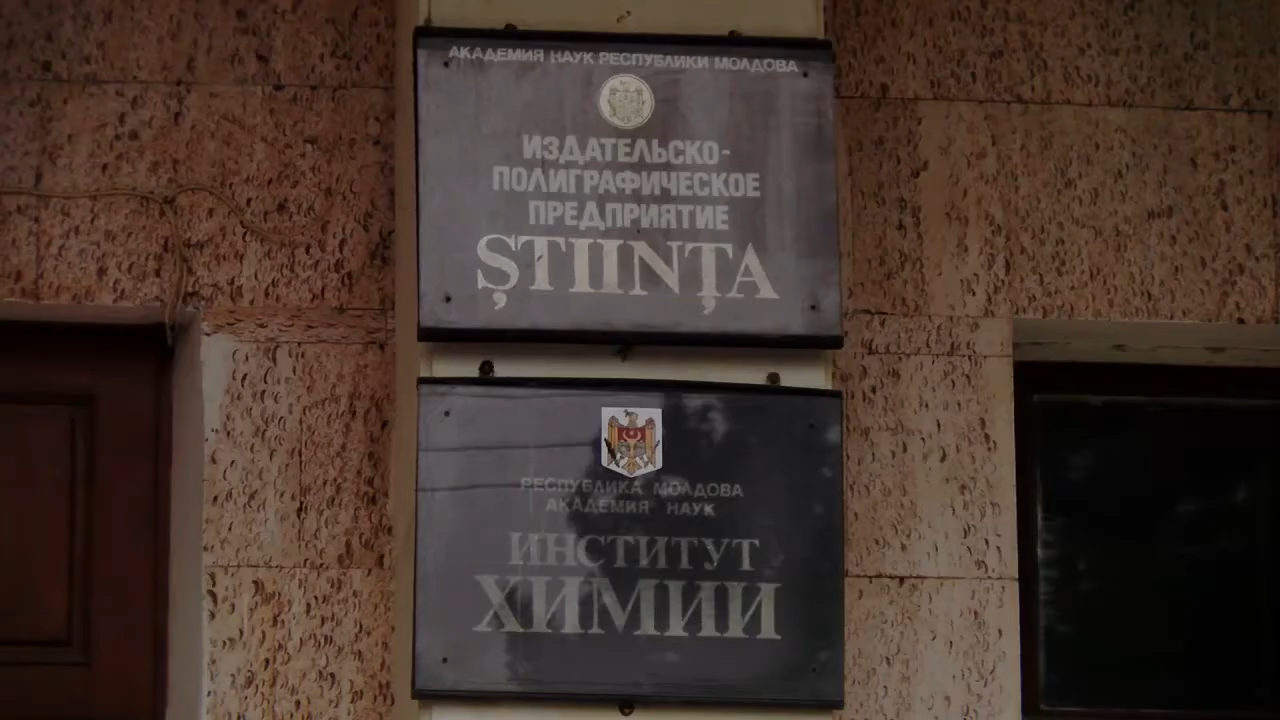 АКАДЕМИЯ НАУК РЕСПУБЛИКИ МОЛДОВА
ИЗДАТЕЛЬСКО-
ПОЛИГРАФИЧЕСКОЕ
ПРЕДПРИЯТИЕ
ȘTIINȚA
РЕСПУБЛИКА МОЛДОВА
АКАДЕМИЯ НАУК
ИНСТИТУТ
ХИМИИ